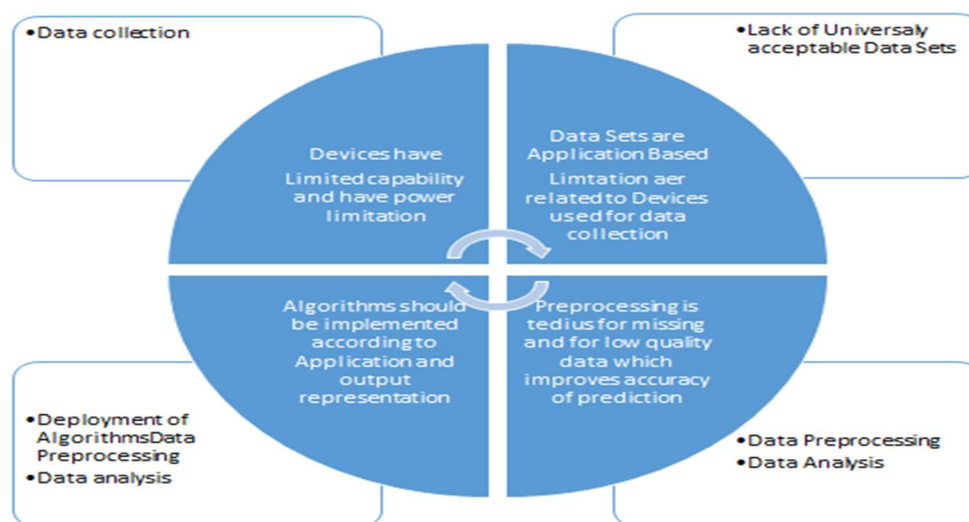 •Data collection
•Lack of Universaly
acceptable Data Sets
Devices have
Limited capability
and have power
limitation
Data Sets are
Application Based
Limtation aer
related to Devices
used for data
collection
Algorithms should
be implemented
according to
Application and
output
representation
Preprocessing is
tedius for missing
and for low quality
data which
improves accuracy
of prediction
•Deployment of
AlgorithmsData
Preprocessing
•Data analysis
•Data Preprocessing
•Data Analysis